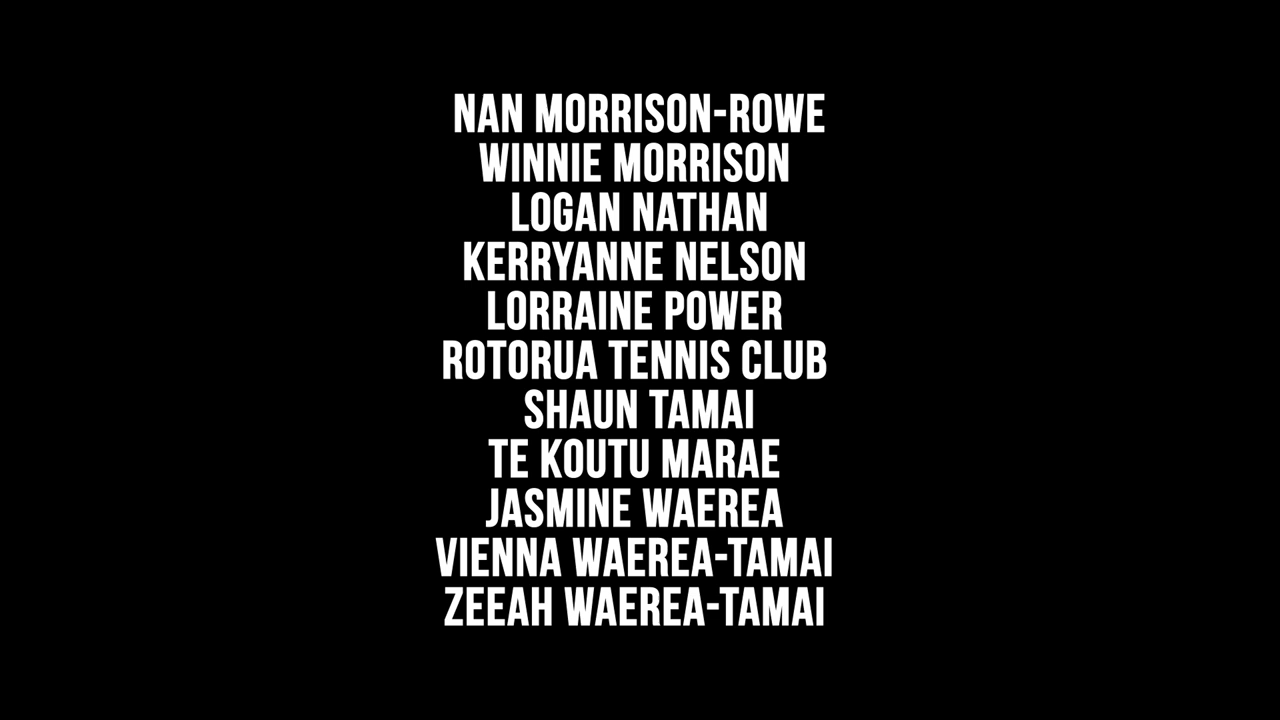 NAN MORRISON-ROWE
WINNIE MORRISON
LOGAN NATHAN
KERRYANNE NELSON
LORRAINE POWER
ROTORUA TENNIS CLUB
SHAUN TAMAI
TE KOUTU MARAE
JASMINE WAEREA
VIENNA WAEREA-TAMAI
ZEEAH WAEREA-TAMAI